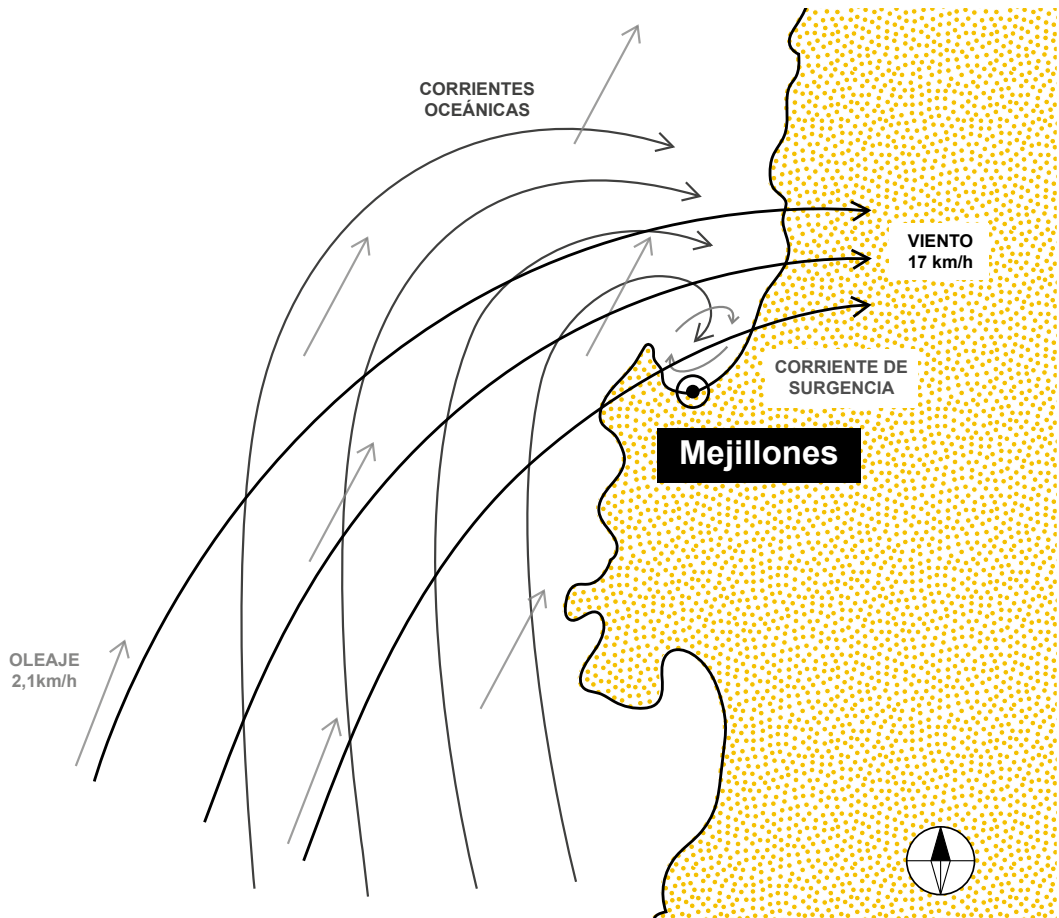 CORRIENTES
OCEÁNICAS
VIENTO
17 km/h
CORRIENTE DE
SURGENCIA
Mejillones
OLEAJE
2,1km/h